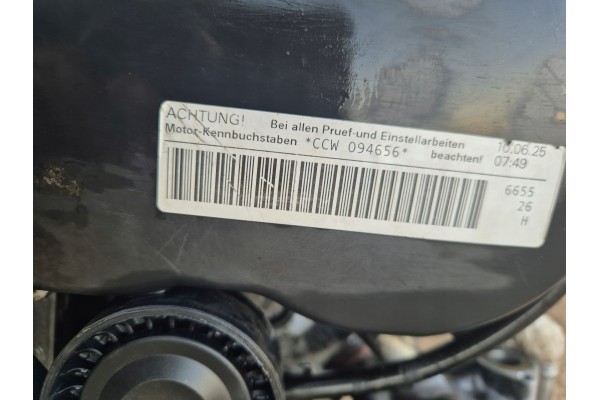 ACHTUNG! Bei allen Pruef-und Einstellarbeiten 10.06.25
Motor-Kennbuchstaben *CCW 094656* beachten! 07:49
6655
26
H